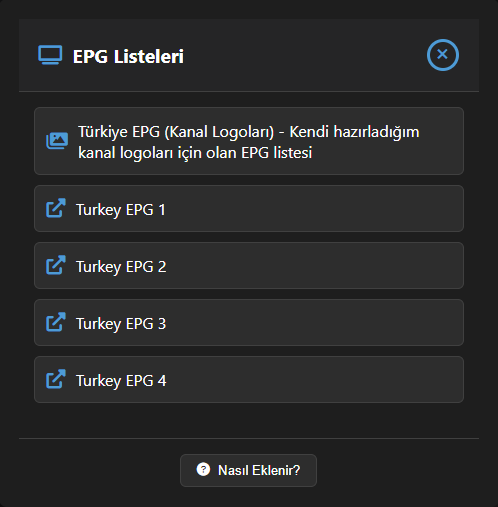 EPG Listeleri
Türkiye EPG (Kanal Logoları) - Kendi hazırladığım
kanal logoları için olan EPG listesi
Turkey EPG 1
Turkey EPG 2
Turkey EPG 3
Turkey EPG 4
Nasıl Eklenir?